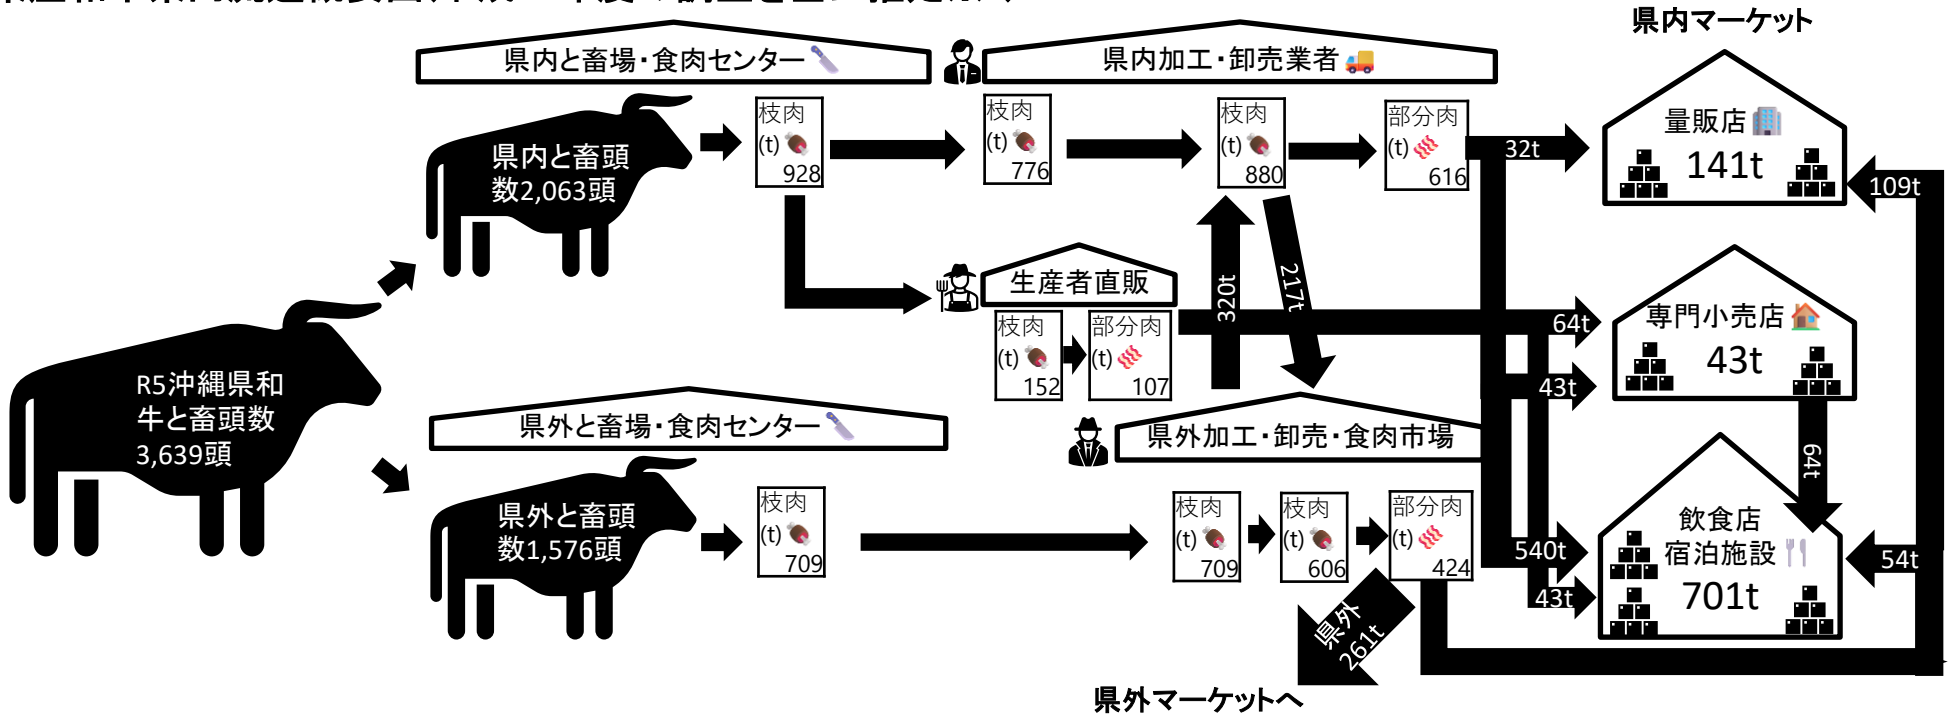 県内マーケット
県内と畜場・食肉センター
県内加工・卸売業者
県内と畜頭
数2,063頭
枝肉
(t)
928
枝肉
(t)
776
枝肉
(t)
880
部分肉
(t)
616
32t
量販店
141t
109t
生産者直販
枝肉
(t)
152
部分肉
(t)
107
320t
217t
64t
43t
専門小売店
43t
64t
R5沖縄県和
牛と畜頭数
3,639頭
県外と畜場・食肉センター
県外加工・卸売・食肉市場
県外と畜頭
数1,576頭
枝肉
(t)
709
枝肉
(t)
709
枝肉
(t)
606
部分肉
(t)
424
540t
43t
飲食店
宿泊施設
701t
54t
県外
261t
県外マーケットへ